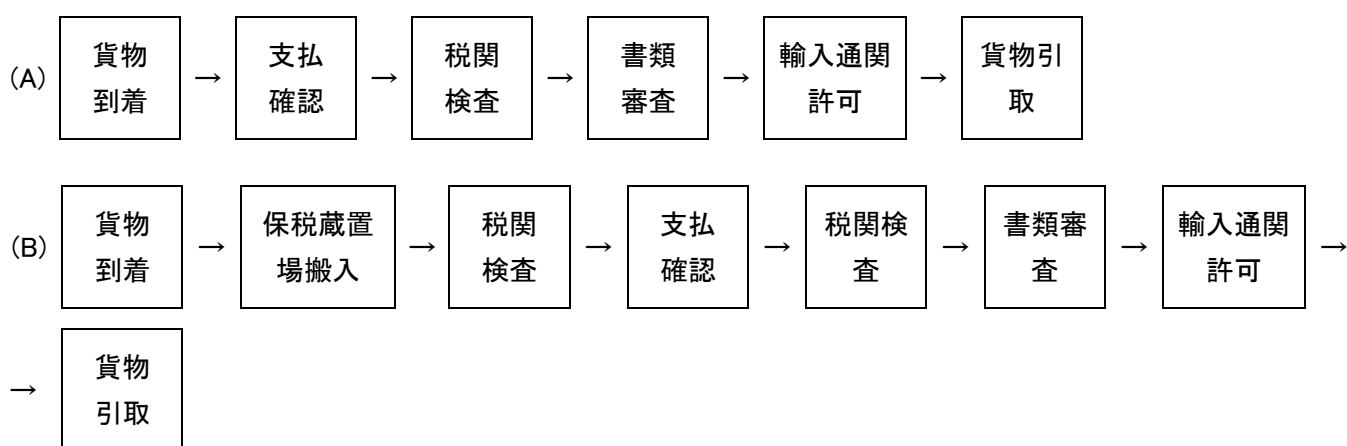 (A) 貨物到着 → 支払確認 → 税関検査 → 書類審査 → 輸入通関許可 → 貨物引取
(B) 貨物到着 → 保税蔵置場搬入 → 税関検査 → 支払確認 → 税関検査 → 書類審査 → 輸入通関許可 →
→ 貨物引取